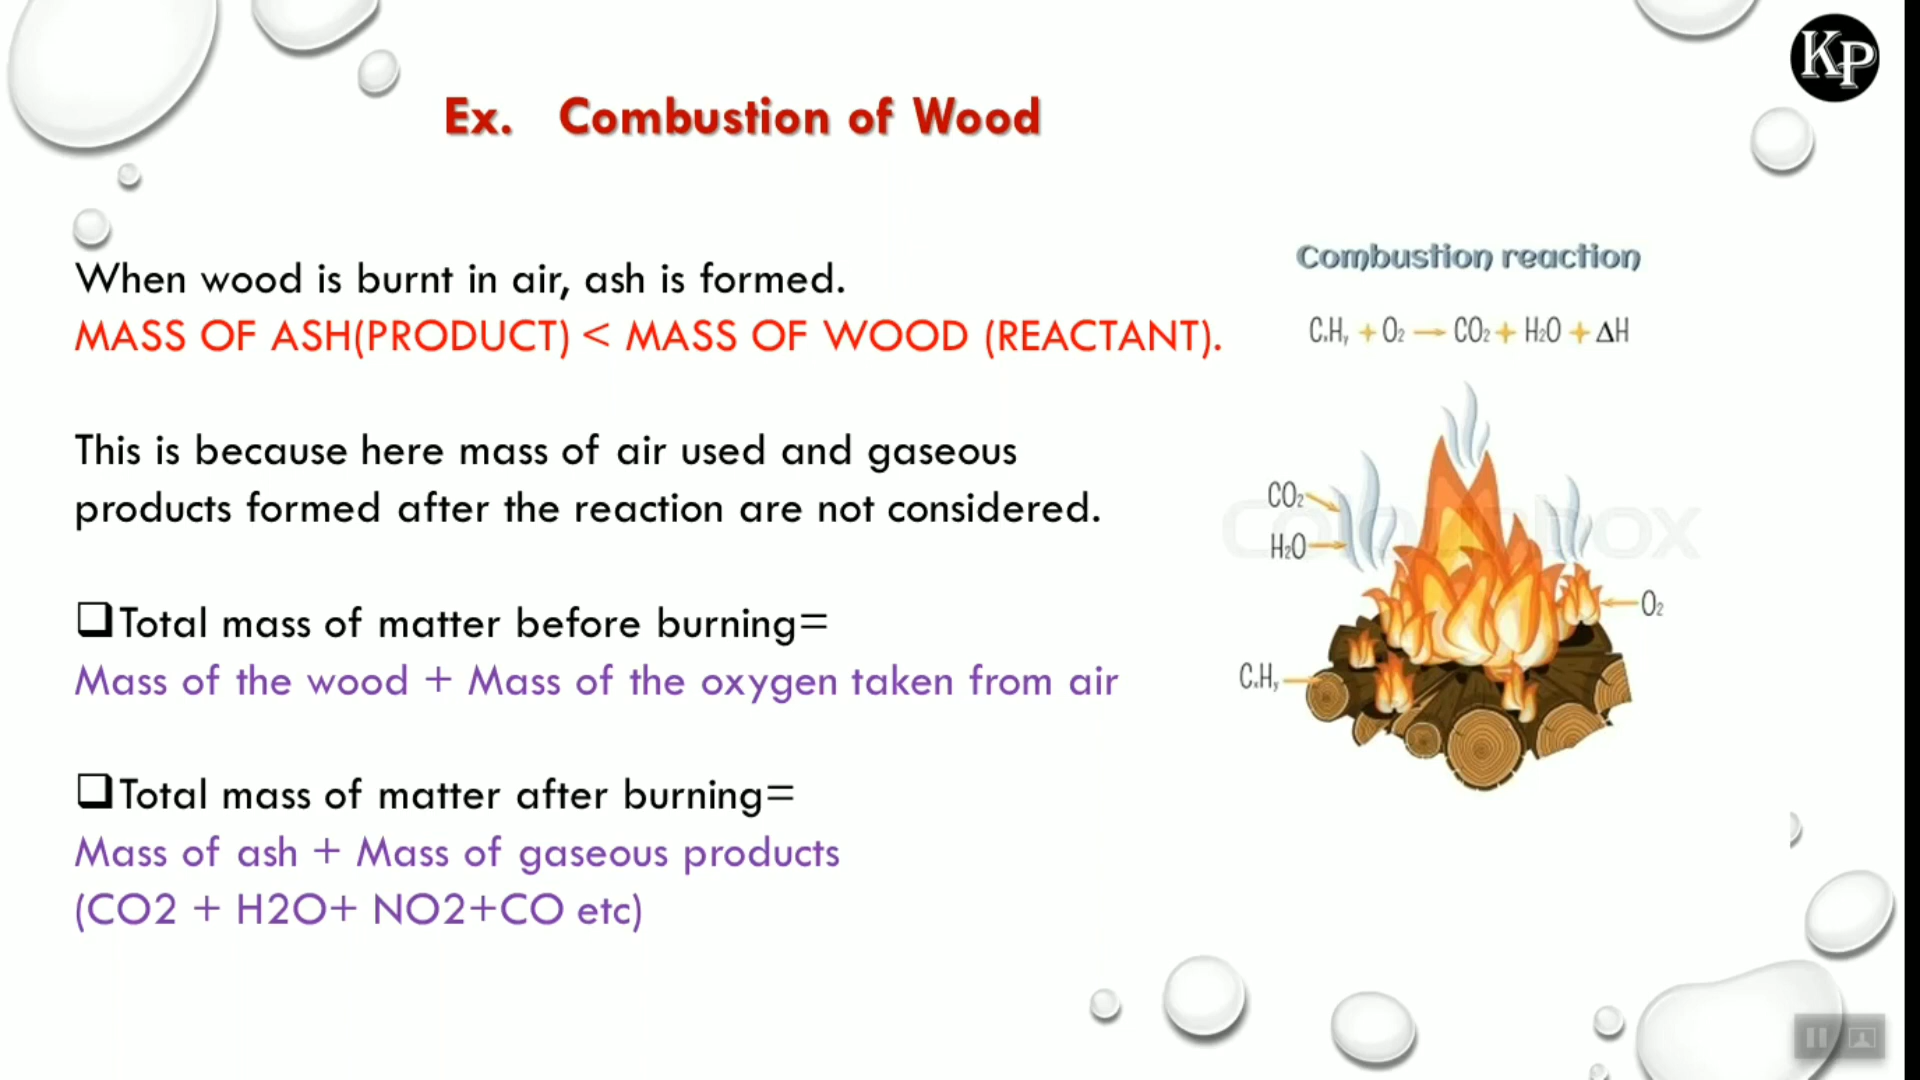 KP
Ex. Combustion of Wood
When wood is burnt in air, ash is formed.
MASS OF ASH(PRODUCT) < MASS OF WOOD (REACTANT).
This is because here mass of air used and gaseous
products formed after the reaction are not considered.
❑Total mass of matter before burning=
Mass of the wood + Mass of the oxygen taken from air
❑Total mass of matter after burning=
Mass of ash + Mass of gaseous products
(CO2 + H2O+ NO2+CO etc)
Combustion reaction
CₓHᵧ + O₂ → CO₂ + H₂O + ΔH
CO₂
H₂O
O₂
CₓHᵧ